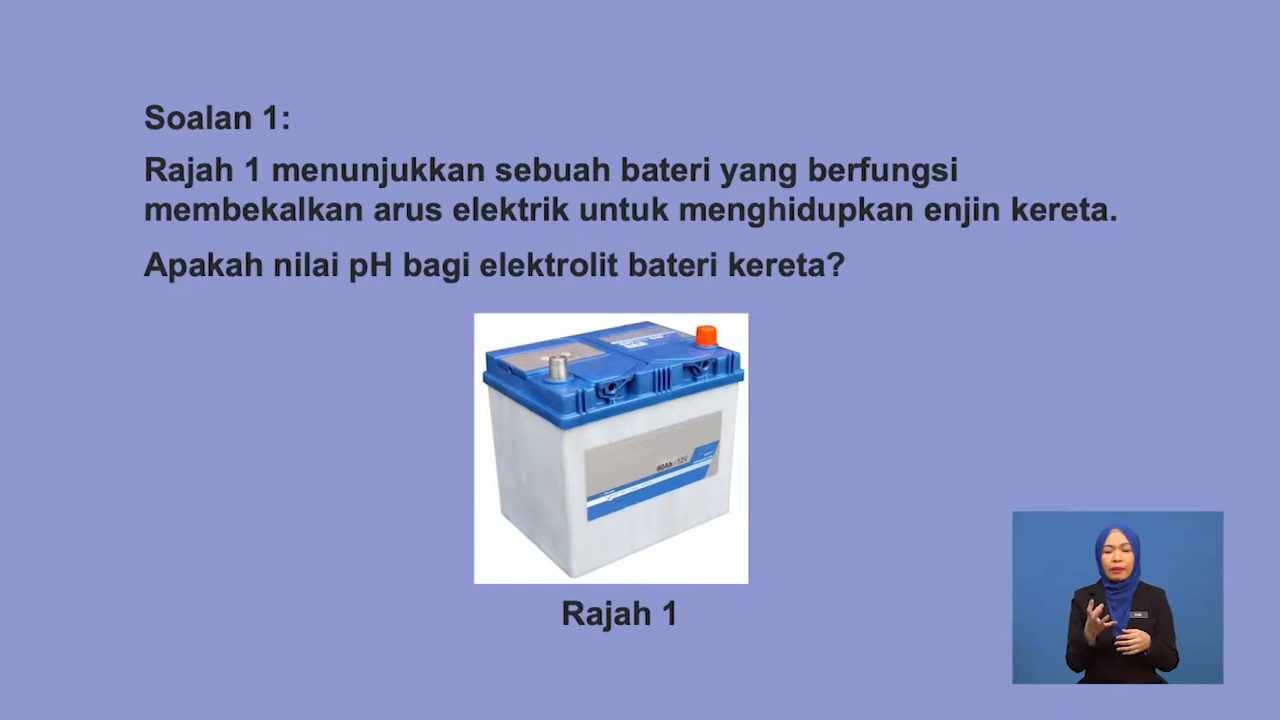 Soalan 1:
Rajah 1 menunjukkan sebuah bateri yang berfungsi
membekalkan arus elektrik untuk menghidupkan enjin kereta.
Apakah nilai pH bagi elektrolit bateri kereta?
60Ah 12V
Rajah 1